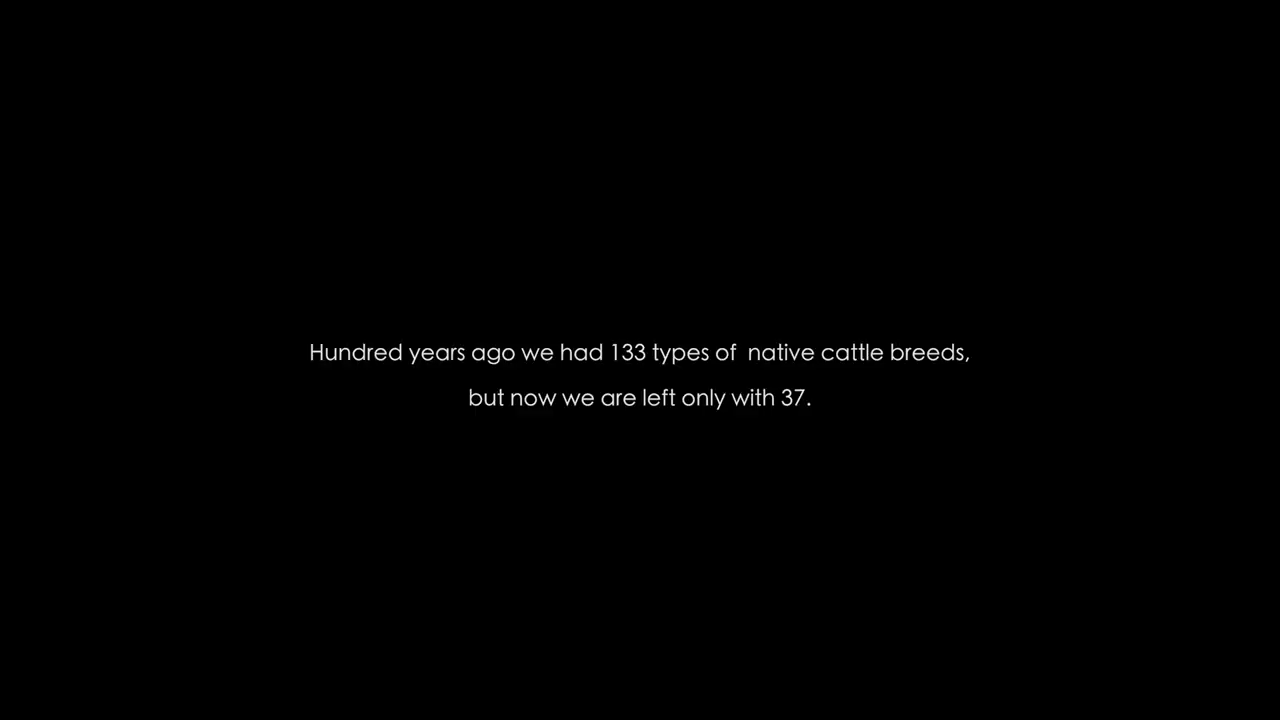 Hundred years ago we had 133 types of  native cattle breeds,
but now we are left only with 37.